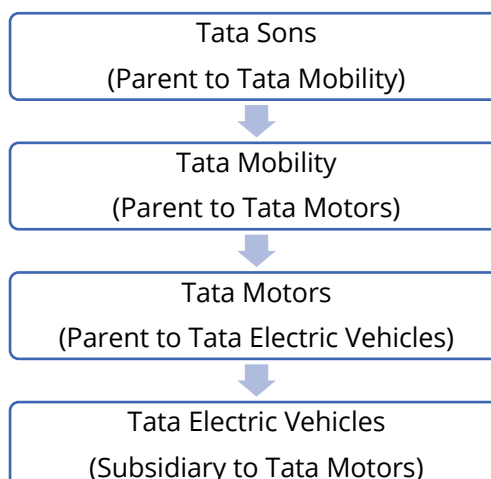 Tata Sons
(Parent to Tata Mobility)
Tata Mobility
(Parent to Tata Motors)
Tata Motors
(Parent to Tata Electric Vehicles)
Tata Electric Vehicles
(Subsidiary to Tata Motors)